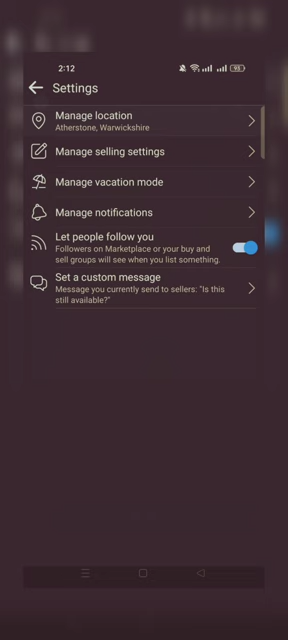 2:12
93
Settings
Manage location
Atherstone, Warwickshire
Manage selling settings
Manage vacation mode
Manage notifications
Let people follow you
Followers on Marketplace or your buy and
sell groups will see when you list something.
Set a custom message
Message you currently send to sellers: "Is this
still available?"